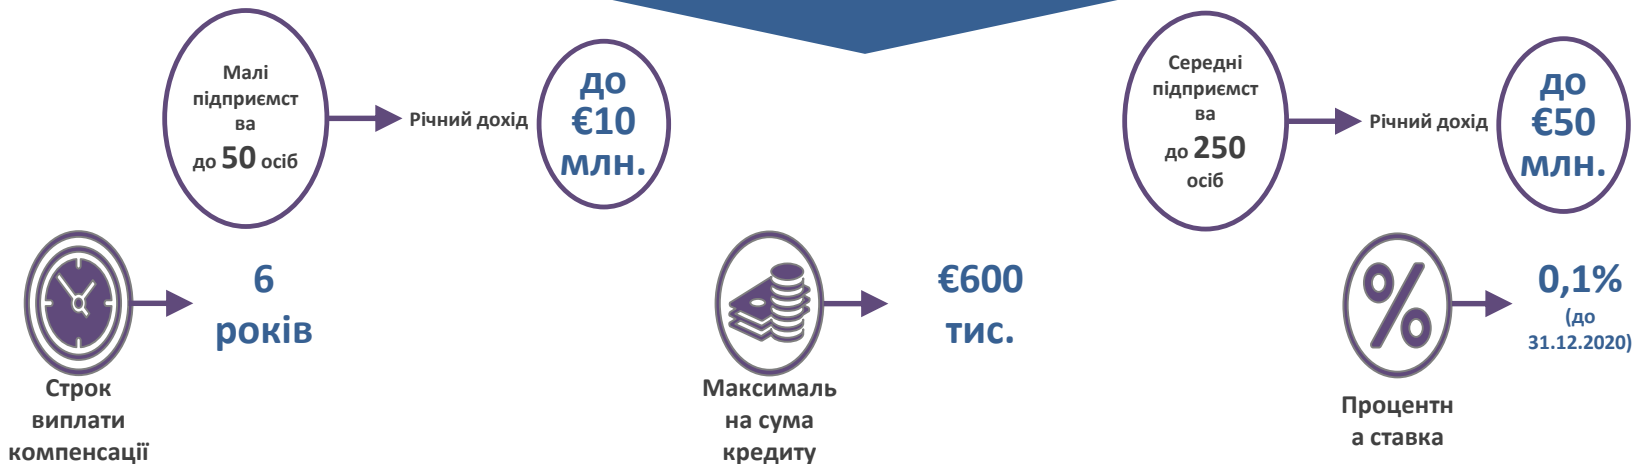 Малі
підприємст
ва
до 50 осіб
Річний дохід
до
€10
млн.
Середні
підприємст
ва
до 250
осіб
Річний дохід
до
€50
млн.
6
років
Строк
виплати
компенсації
€600
тис.
Максималь
на сума
кредиту
0,1%
(до
31.12.2020)
Процентн
а ставка